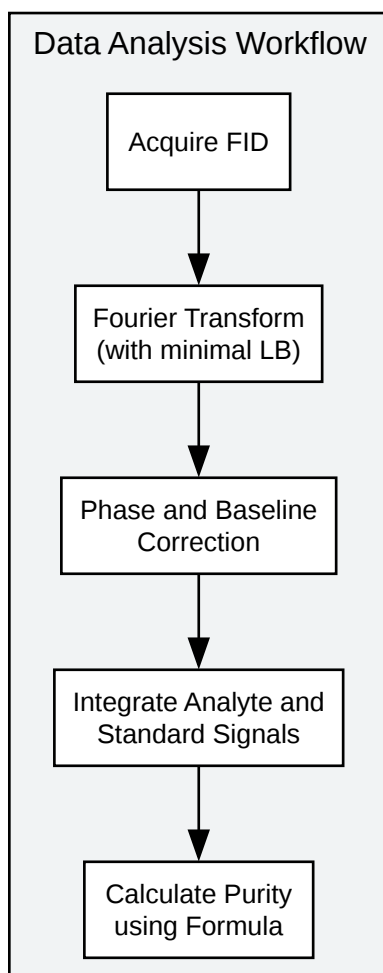 Data Analysis Workflow
Acquire FID
Fourier Transform
(with minimal LB)
Phase and Baseline
Correction
Integrate Analyte and
Standard Signals
Calculate Purity
using Formula